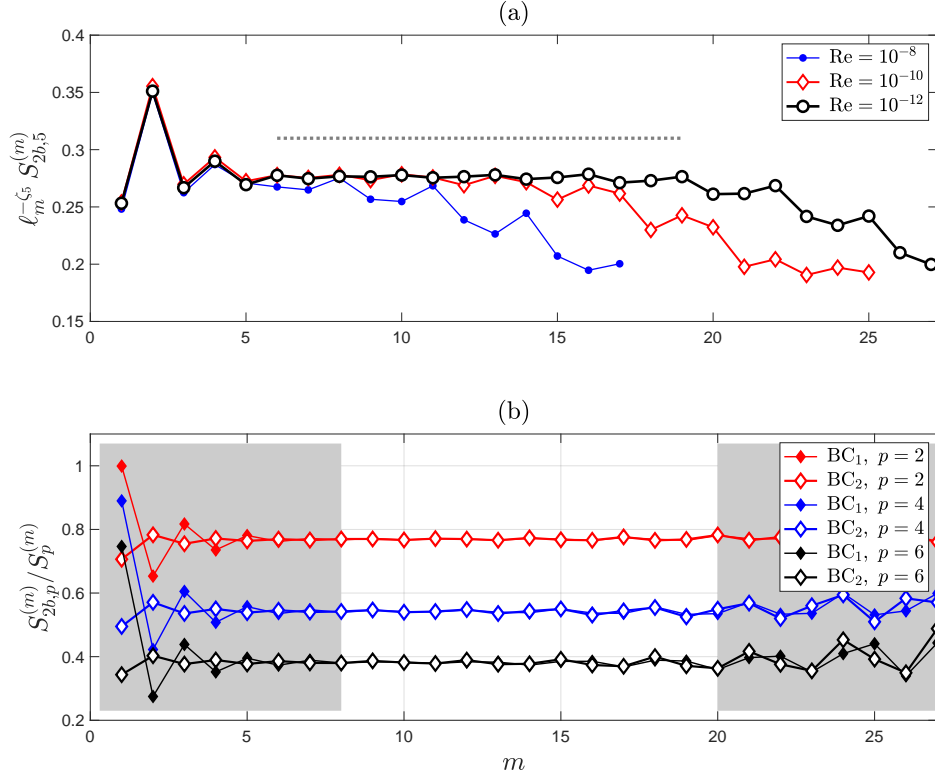 (a)
0.4
0.35
0.3
0.25
0.2
0.15
ℓ_m^{−ζ_5} S_{2b,5}^{(m)}
Re = 10^{−8}
Re = 10^{−10}
Re = 10^{−12}
0 5 10 15 20 25
(b)
1
0.8
0.6
0.4
0.2
S_{2b,p}^{(m)}/S_p^{(m)}
BC_1, p = 2
BC_2, p = 2
BC_1, p = 4
BC_2, p = 4
BC_1, p = 6
BC_2, p = 6
0 5 10 15 20 25
m